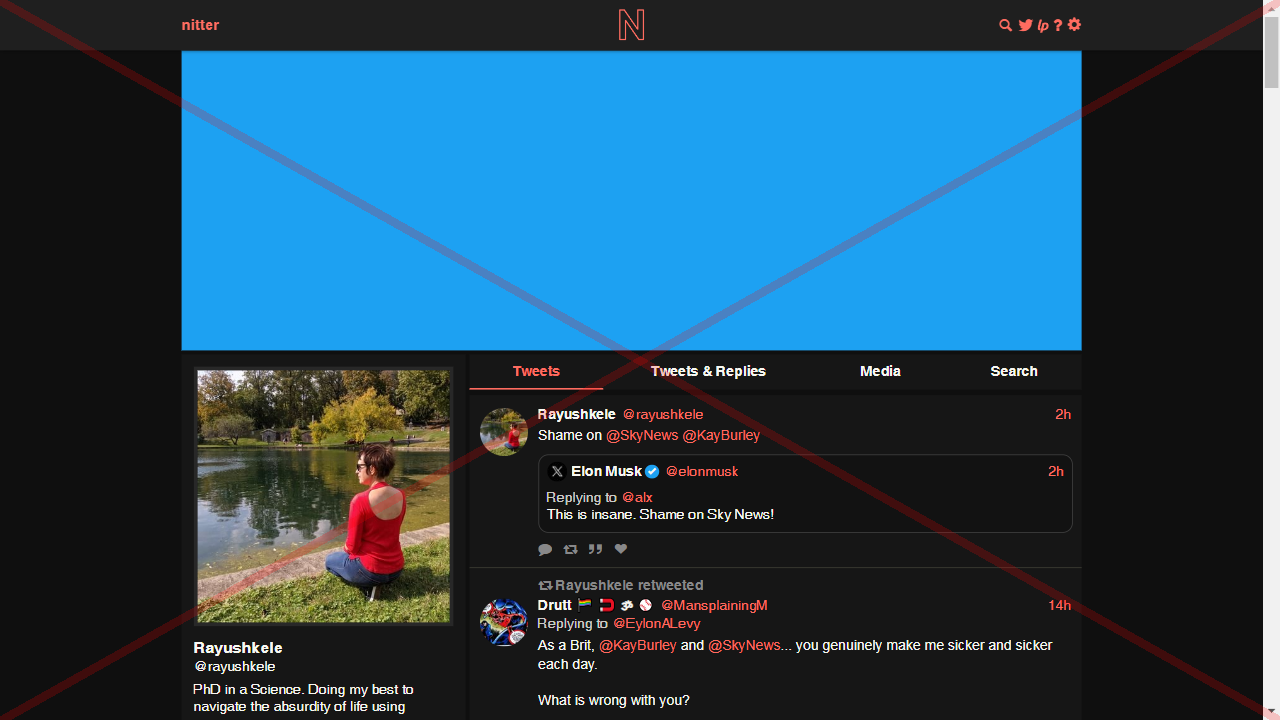 nitter
N
lp ?
Tweets
Tweets & Replies
Media
Search
Rayushkele @rayushkele 2h
Shame on @SkyNews @KayBurley
Elon Musk @elonmusk 2h
Replying to @alx
This is insane. Shame on Sky News!
Rayushkele retweeted
Drutt @MansplainingM 14h
Replying to @EylonALevy
As a Brit, @KayBurley and @SkyNews... you genuinely make me sicker and sicker
each day.
What is wrong with you?
Rayushkele
@rayushkele
PhD in a Science. Doing my best to
navigate the absurdity of life using